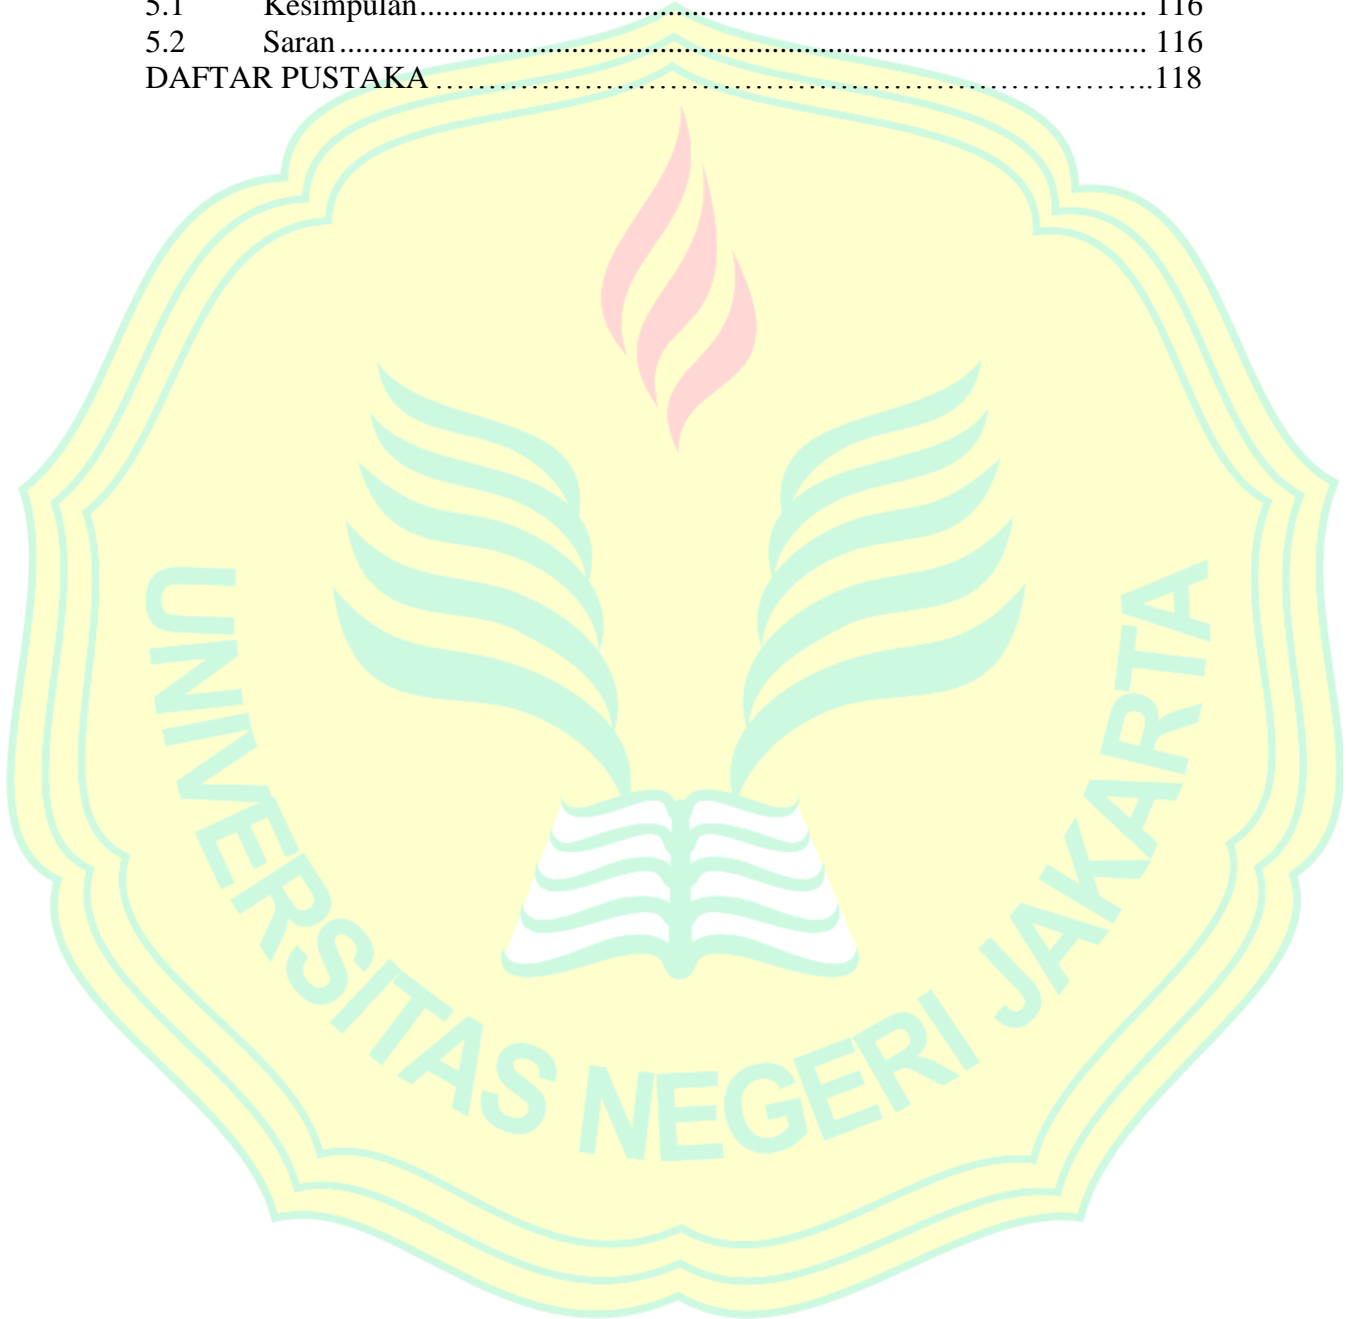 5.1 Kesimpulan........................................................................................... 116
5.2 Saran..................................................................................................... 116
DAFTAR PUSTAKA ……………………………………………………………..118
UNIVERSITAS NEGERI JAKARTA